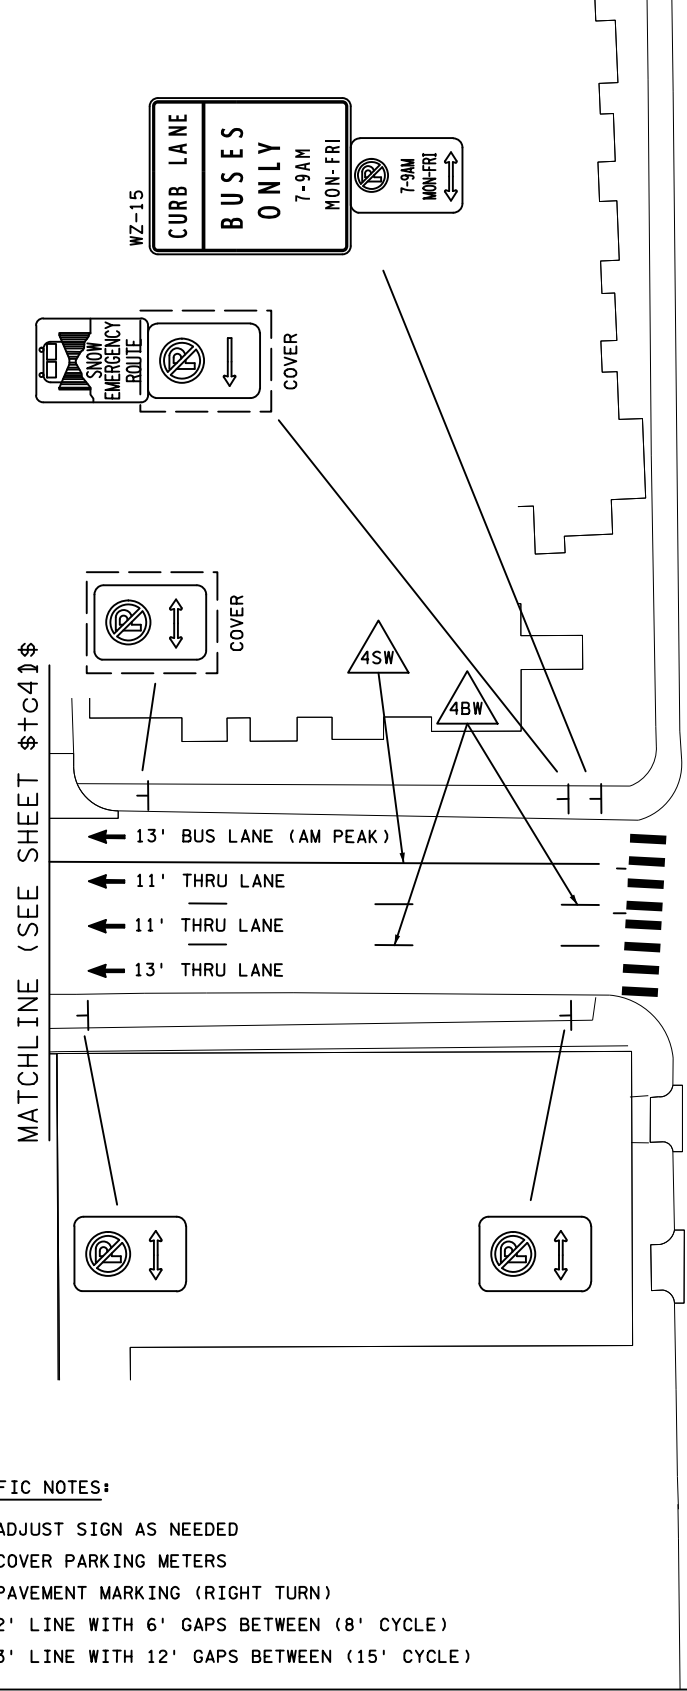 WZ-15
CURB LANE
BUSES
ONLY
7-9AM
MON-FRI
P
7-9AM
MON-FRI
SNOW
EMERGENCY
ROUTE
P
COVER
P
COVER
4SW
4BW
MATCHLINE (SEE SHEET $tc41$
13' BUS LANE (AM PEAK)
11' THRU LANE
11' THRU LANE
13' THRU LANE
P
P
FIC NOTES:
ADJUST SIGN AS NEEDED
COVER PARKING METERS
PAVEMENT MARKING (RIGHT TURN)
2' LINE WITH 6' GAPS BETWEEN (8' CYCLE)
3' LINE WITH 12' GAPS BETWEEN (15' CYCLE)